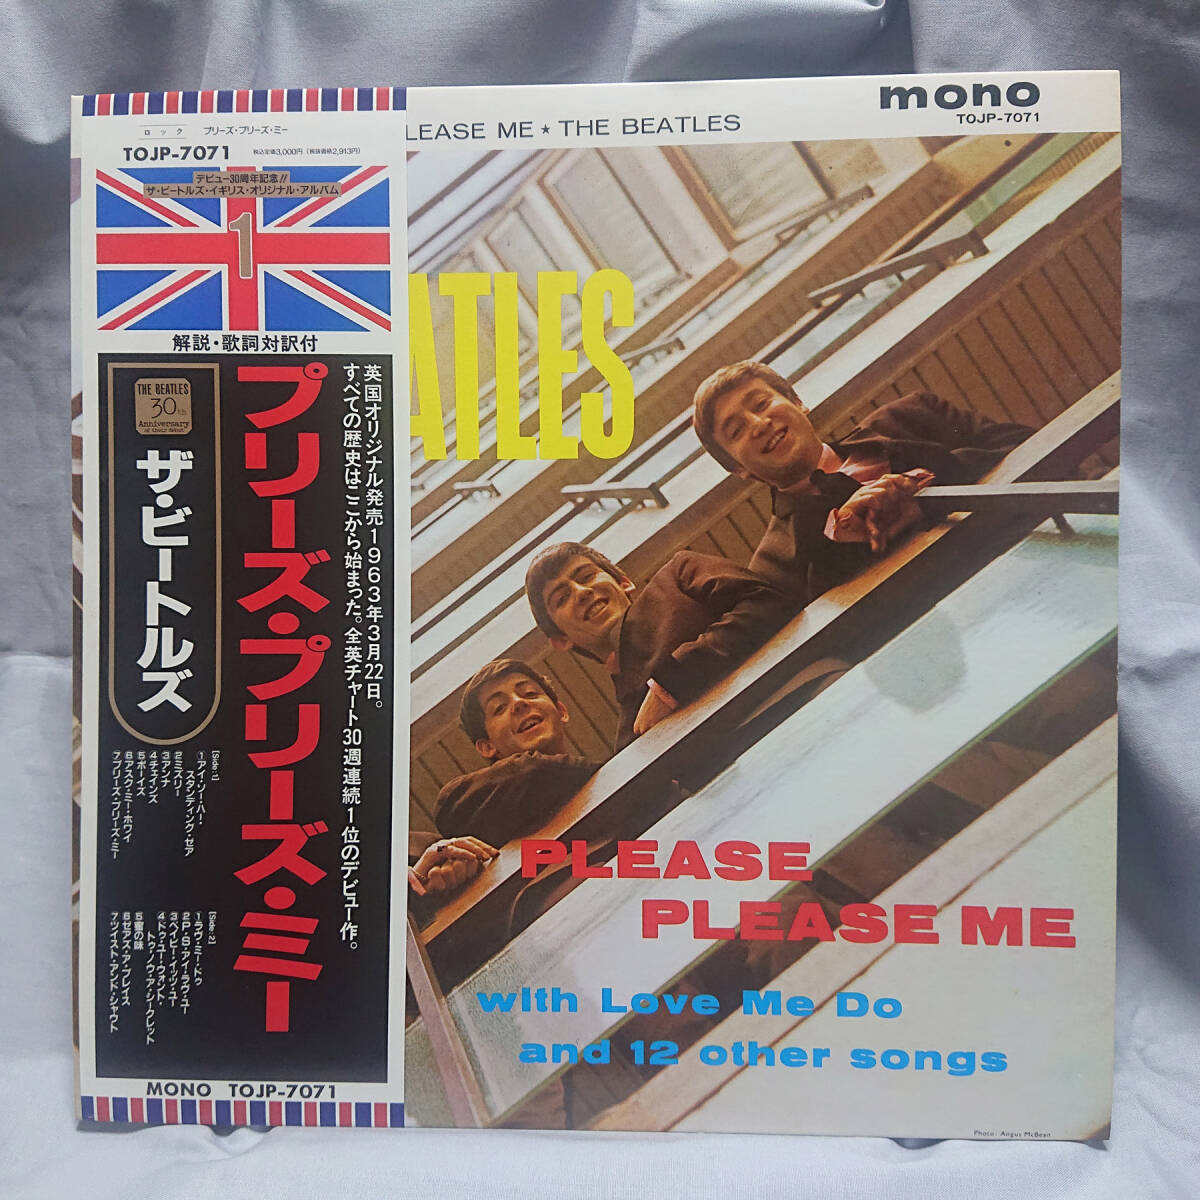 ロック プリーズ・プリーズ・ミー
TOJP-7071 税込定価3,000円(税抜価格2,913円)
デビュー30周年記念!!
ザ・ビートルズ・イギリス・オリジナル・アルバム
1
解説・歌詞対訳付
THE BEATLES
30th
Anniversary
of their debut
ザ・ビートルズ
プリーズ・プリーズ・ミー
英国オリジナル発売1963年3月22日。
すべての歴史はここから始まった。全英チャート30週連続1位のデビュー作。
[Side:1]
1アイ・ソー・ハー・
スタンディング・ゼア
2ミズリー
3アンナ
4チェインズ
5ボーイズ
6アスク・ミー・ホワイ
7プリーズ・プリーズ・ミー
[Side:2]
1ラヴ・ミー・ドゥ
2P・S・アイ・ラヴ・ユー
3ベイビー・イッツ・ユー
4ドゥ・ユー・ウォント・
トゥ・ノウ・ア・シークレット
5蜜の味
6ゼアズ・ア・プレイス
7ツイスト・アンド・シャウト
MONO TOJP-7071
LEASE ME ★ THE BEATLES
mono
TOJP-7071
ATLES
PLEASE
PLEASE ME
with Love Me Do
and 12 other songs
Photo: Angus McBean